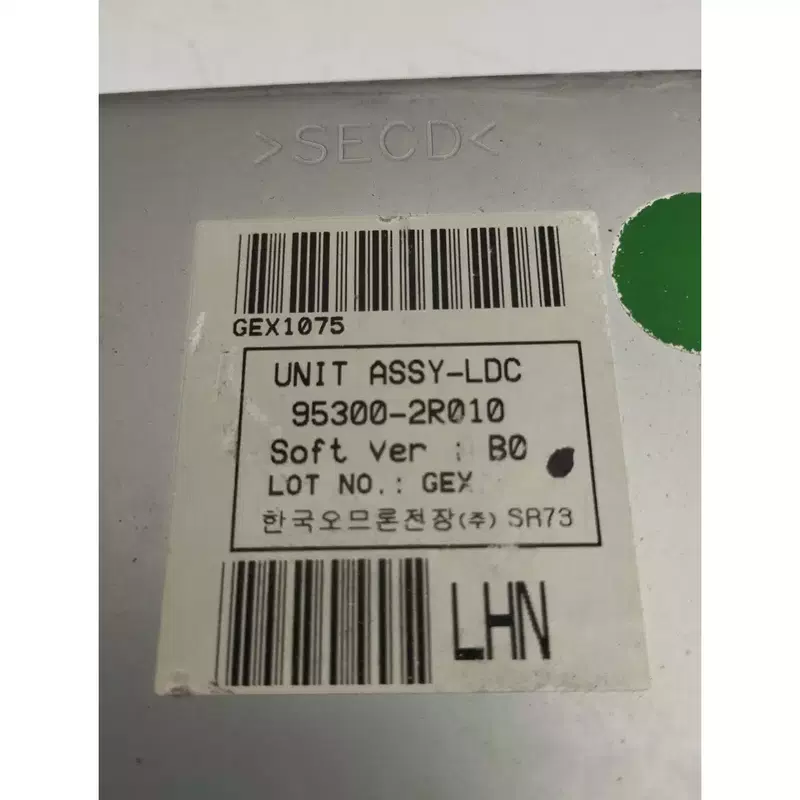 >SECD<
GEX1075
UNIT ASSY-LDC
95300-2R010
Soft ver : B0
LOT NO.: GEX
한국오므론전장(주) SR73
LHN